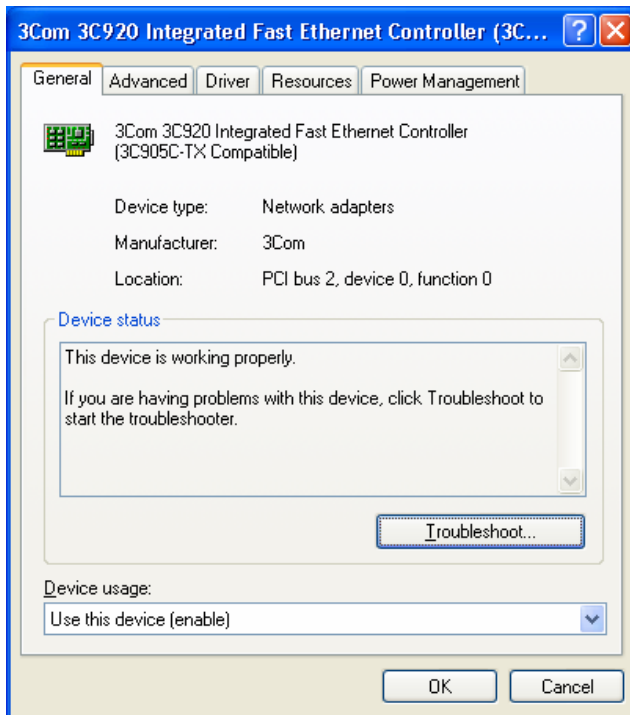 3Com 3C920 Integrated Fast Ethernet Controller (3C...
General Advanced Driver Resources Power Management
3Com 3C920 Integrated Fast Ethernet Controller
(3C905C-TX Compatible)
Device type: Network adapters
Manufacturer: 3Com
Location: PCI bus 2, device 0, function 0
Device status
This device is working properly.
If you are having problems with this device, click Troubleshoot to
start the troubleshooter.
Troubleshoot...
Device usage:
Use this device (enable)
OK Cancel